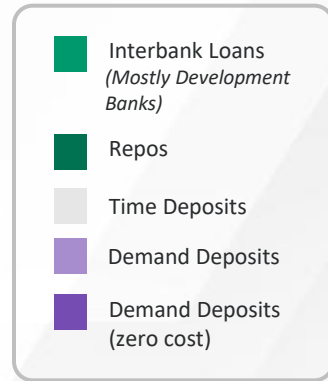 Interbank Loans
(Mostly Development
Banks)
Repos
Time Deposits
Demand Deposits
Demand Deposits
(zero cost)